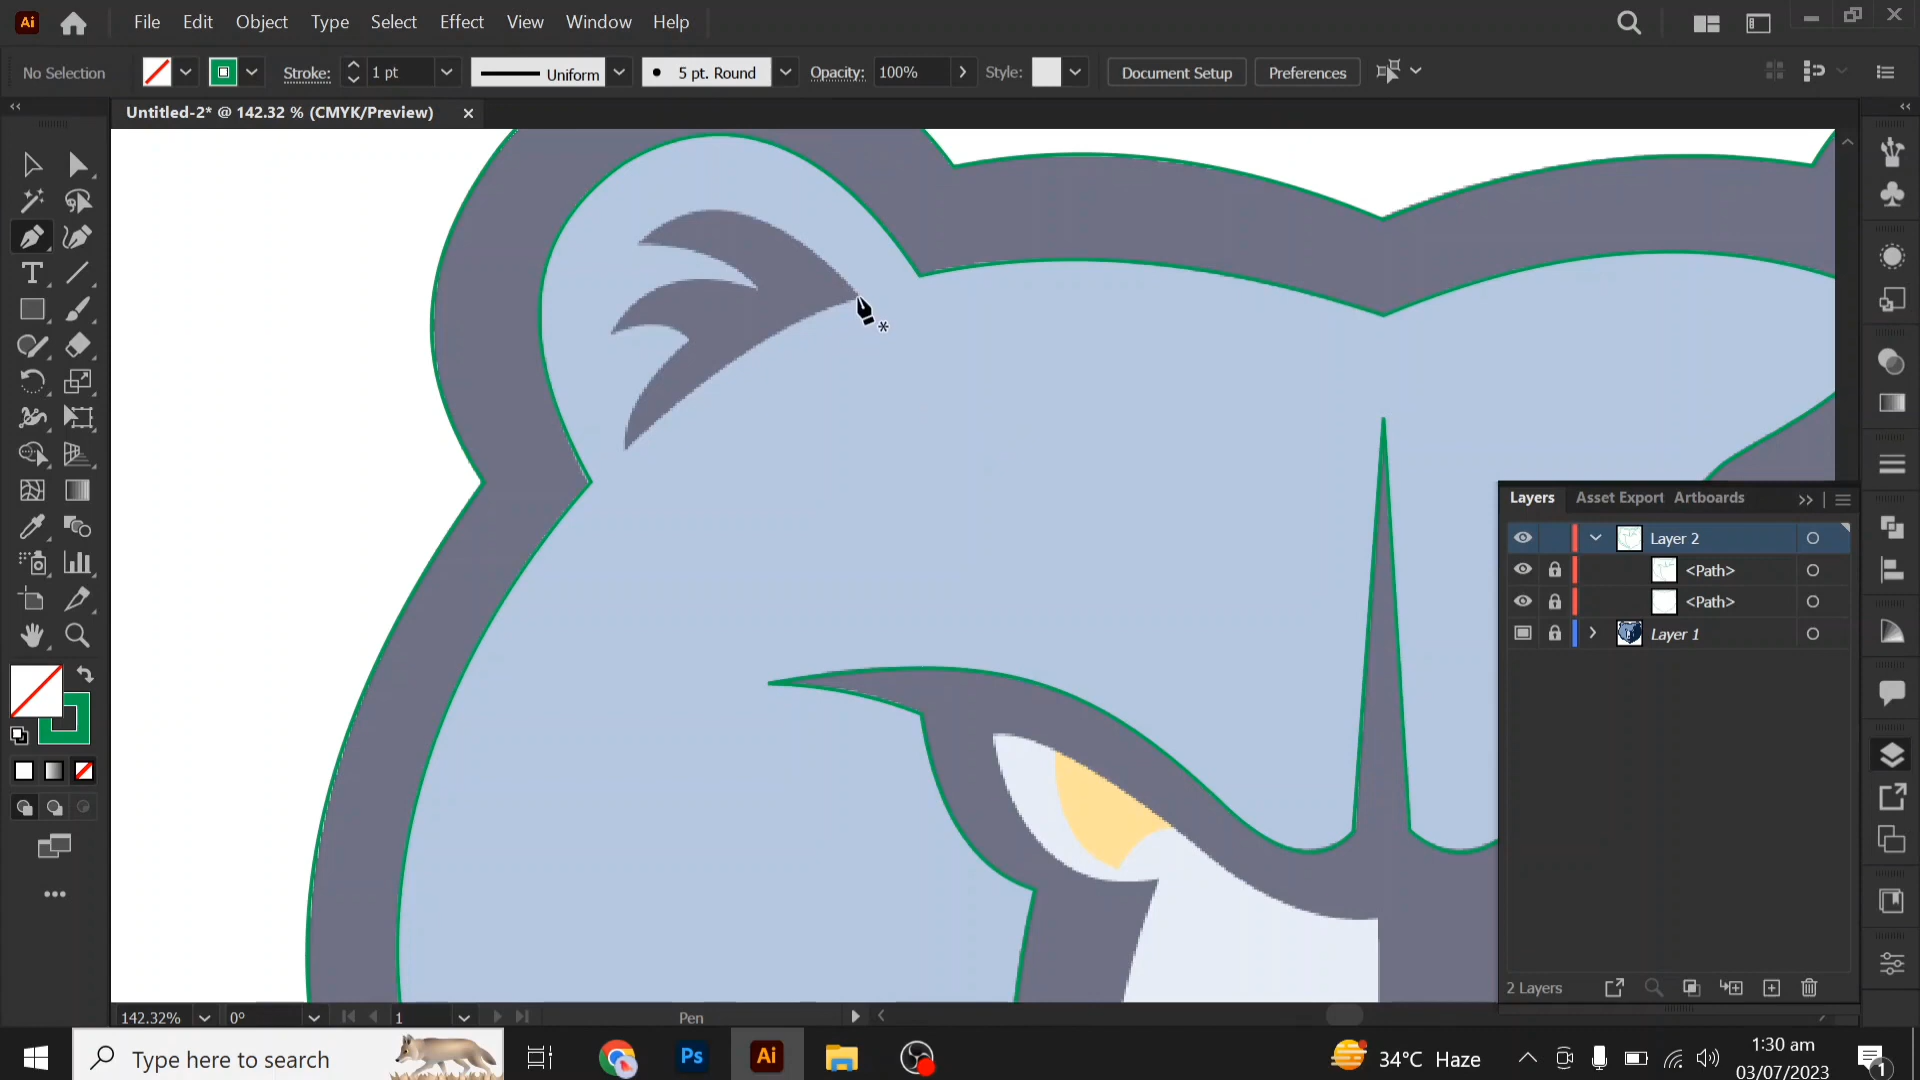 Ai File Edit Object Type Select Effect View Window Help
No Selection Stroke: 1 pt Uniform 5 pt. Round Opacity: 100% Style: Document Setup Preferences
Untitled-2* @ 142.32 % (CMYK/Preview)
Layers Asset Export Artboards
Layer 2
<Path>
<Path>
Layer 1
2 Layers
142.32% 0° 1 Pen
Type here to search Ps Ai 34°C Haze 1:30 am
03/07/2023 1